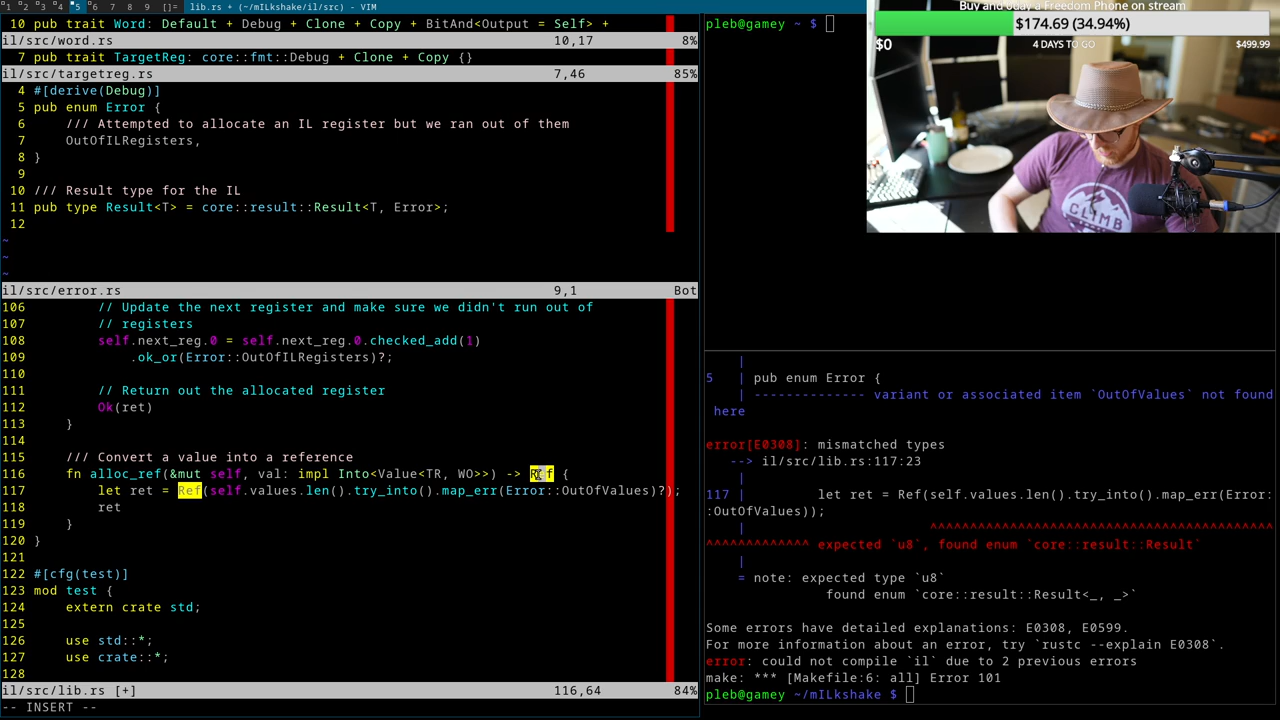 1 2 3 4 5 6 7 8 9 []= lib.rs + (~/mILkshake/il/src) - VIM
10 pub trait Word: Default + Debug + Clone + Copy + BitAnd<Output = Self> +
il/src/word.rs 10,17 8%
7 pub trait TargetReg: core::fmt::Debug + Clone + Copy {}
il/src/targetreg.rs 7,46 85%
4 #[derive(Debug)]
5 pub enum Error {
6 /// Attempted to allocate an IL register but we ran out of them
7 OutOfILRegisters,
8 }
9
10 /// Result type for the IL
11 pub type Result<T> = core::result::Result<T, Error>;
12
~
~
~
il/src/error.rs 9,1 Bot
106 // Update the next register and make sure we didn't run out of
107 // registers
108 self.next_reg.0 = self.next_reg.0.checked_add(1)
109 .ok_or(Error::OutOfILRegisters)?;
110
111 // Return out the allocated register
112 Ok(ret)
113 }
114
115 /// Convert a value into a reference
116 fn alloc_ref(&mut self, val: impl Into<Value<TR, WO>>) -> Ref {
117 let ret = Ref(self.values.len().try_into().map_err(Error::OutOfValues)?);
118 ret
119 }
120 }
121
122 #[cfg(test)]
123 mod test {
124 extern crate std;
125
126 use std::*;
127 use crate::*;
128
il/src/lib.rs [+] 116,64 84%
-- INSERT --
pleb@gamey ~ $
Buy and 0day a Freedom Phone on stream
$174.69 (34.94%)
$0 4 DAYS TO GO $499.99
CLIMB
|
5 | pub enum Error {
| -------------- variant or associated item `OutOfValues` not found
here
error[E0308]: mismatched types
--> il/src/lib.rs:117:23
|
117 | let ret = Ref(self.values.len().try_into().map_err(Error:
:OutOfValues));
| ^^^^^^^^^^^^^^^^^^^^^^^^^^^^^^^^^^^^^^^^^^^
^^^^^^^^^^^^^ expected `u8`, found enum `core::result::Result`
|
= note: expected type `u8`
found enum `core::result::Result<_, _>`
Some errors have detailed explanations: E0308, E0599.
For more information about an error, try `rustc --explain E0308`.
error: could not compile `il` due to 2 previous errors
make: *** [Makefile:6: all] Error 101
pleb@gamey ~/mILkshake $